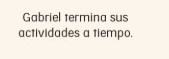 Gabriel termina sus
actividades a tiempo.